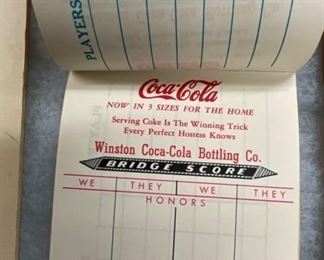 PLAYERS
Coca-Cola
NOW IN 3 SIZES FOR THE HOME
Serving Coke Is The Winning Trick
Every Perfect Hostess Knows
Winston Coca-Cola Bottling Co.
BRIDGE SCORE
WE THEY WE THEY
HONORS